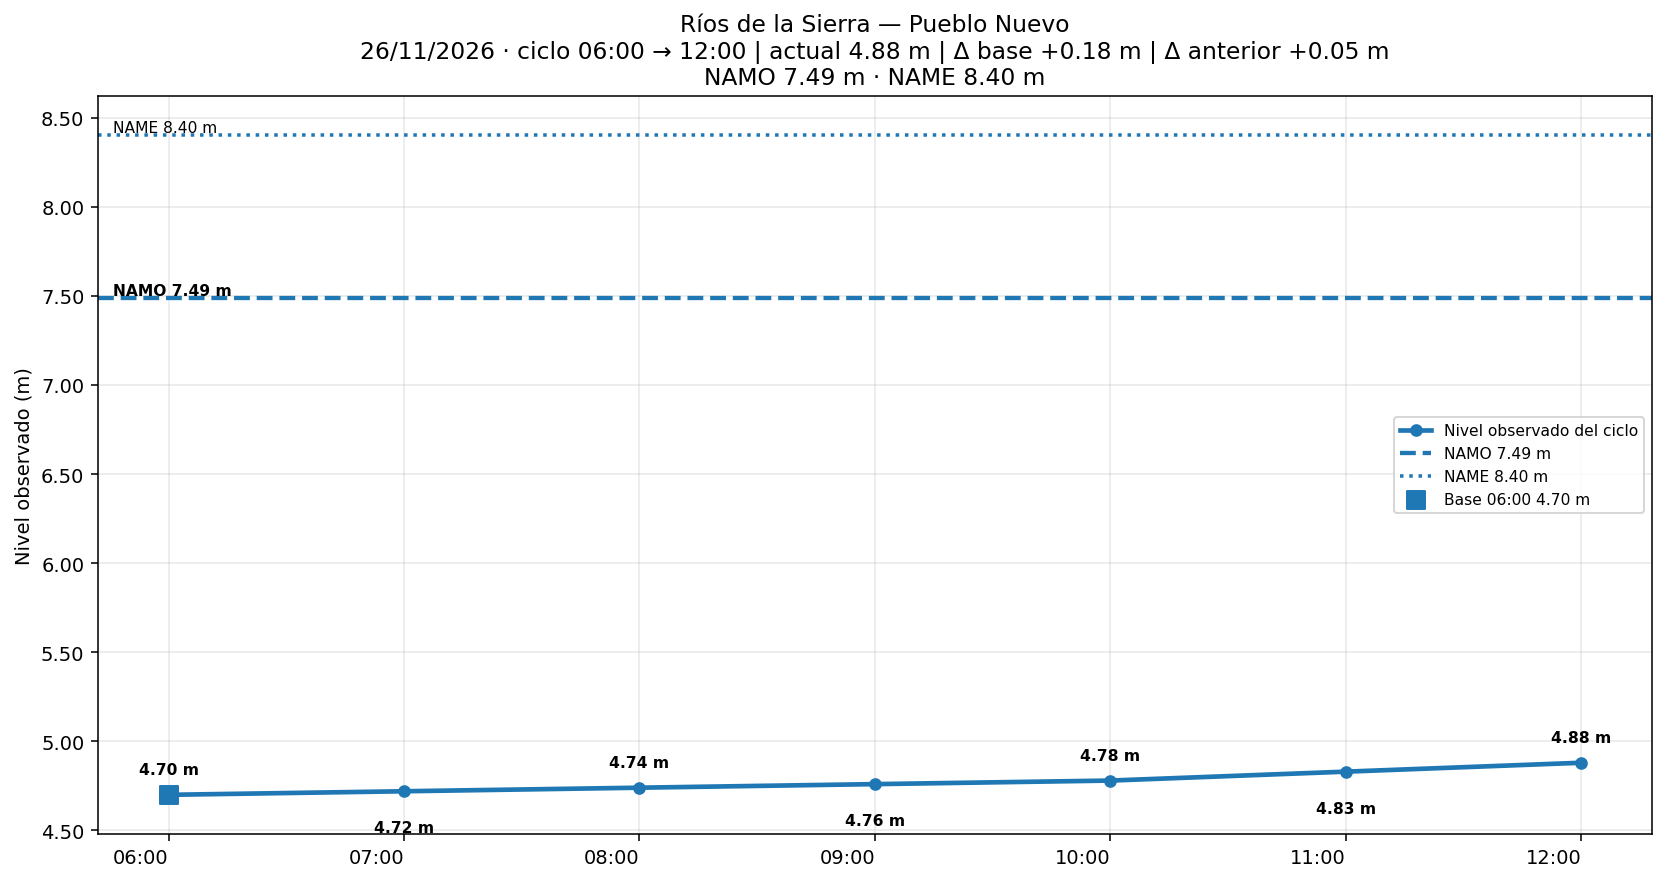 Ríos de la Sierra — Pueblo Nuevo
26/11/2026 · ciclo 06:00 → 12:00 | actual 4.88 m | Δ base +0.18 m | Δ anterior +0.05 m
NAMO 7.49 m · NAME 8.40 m
8.50
NAME 8.40 m
8.00
NAMO 7.49 m
7.50
7.00
6.50
6.00
5.50
5.00
4.50
Nivel observado (m)
Nivel observado del ciclo
NAMO 7.49 m
NAME 8.40 m
Base 06:00 4.70 m
4.70 m
4.72 m
4.74 m
4.76 m
4.78 m
4.83 m
4.88 m
06:00
07:00
08:00
09:00
10:00
11:00
12:00